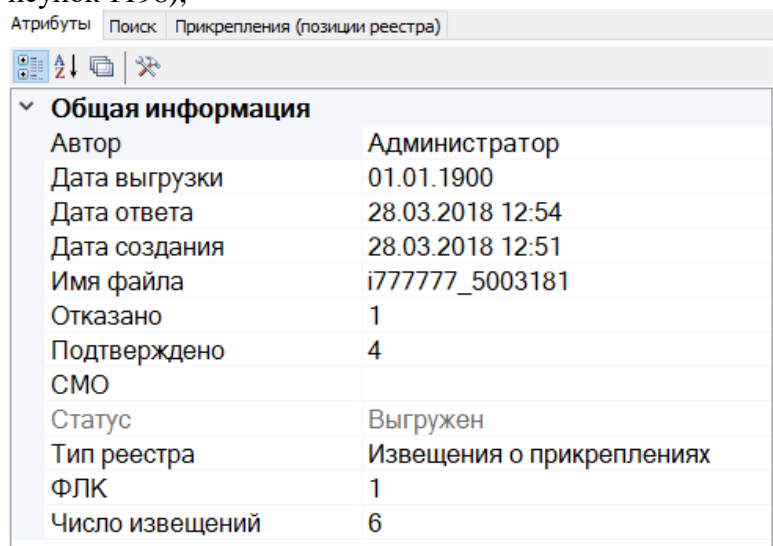 Атрибуты Поиск Прикрепления (позиции реестра)
Общая информация
Автор Администратор
Дата выгрузки 01.01.1900
Дата ответа 28.03.2018 12:54
Дата создания 28.03.2018 12:51
Имя файла i777777_5003181
Отказано 1
Подтверждено 4
СМО
Статус Выгружен
Тип реестра Извещения о прикреплениях
ФЛК 1
Число извещений 6